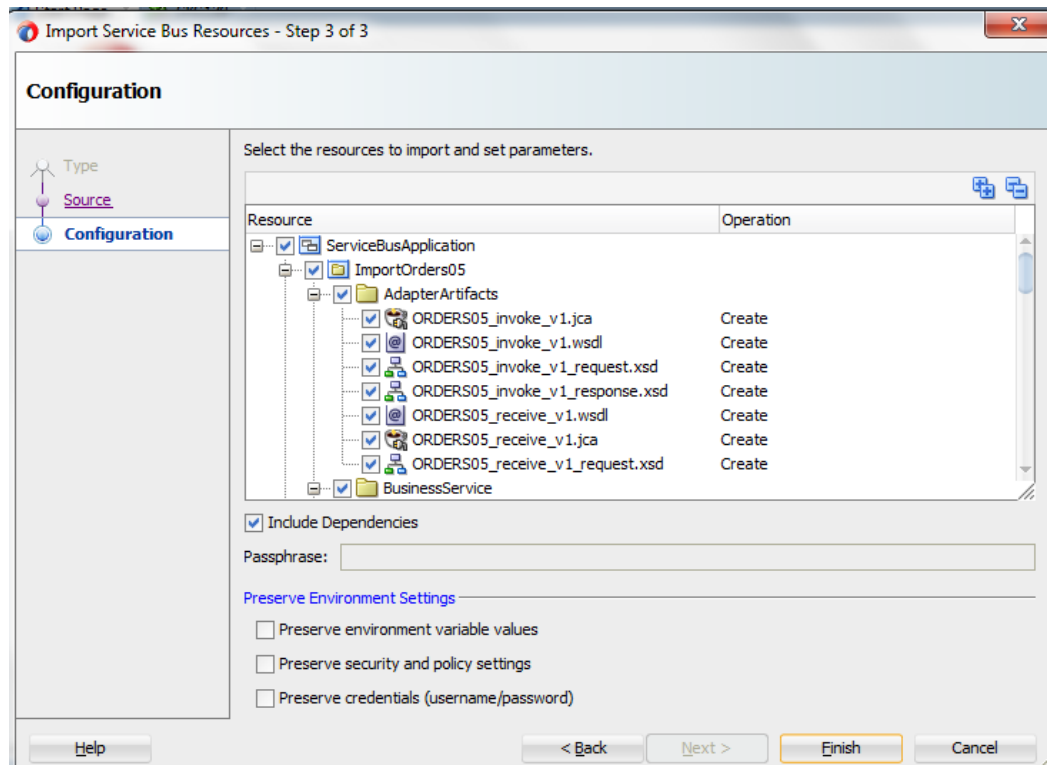 Import Service Bus Resources - Step 3 of 3
Configuration
Type
Source
Configuration
Select the resources to import and set parameters.
Resource Operation
ServiceBusApplication
ImportOrders05
AdapterArtifacts
ORDERS05_invoke_v1.jca Create
ORDERS05_invoke_v1.wsdl Create
ORDERS05_invoke_v1_request.xsd Create
ORDERS05_invoke_v1_response.xsd Create
ORDERS05_receive_v1.wsdl Create
ORDERS05_receive_v1.jca Create
ORDERS05_receive_v1_request.xsd Create
BusinessService
Include Dependencies
Passphrase:
Preserve Environment Settings
Preserve environment variable values
Preserve security and policy settings
Preserve credentials (username/password)
Help < Back Next > Finish Cancel